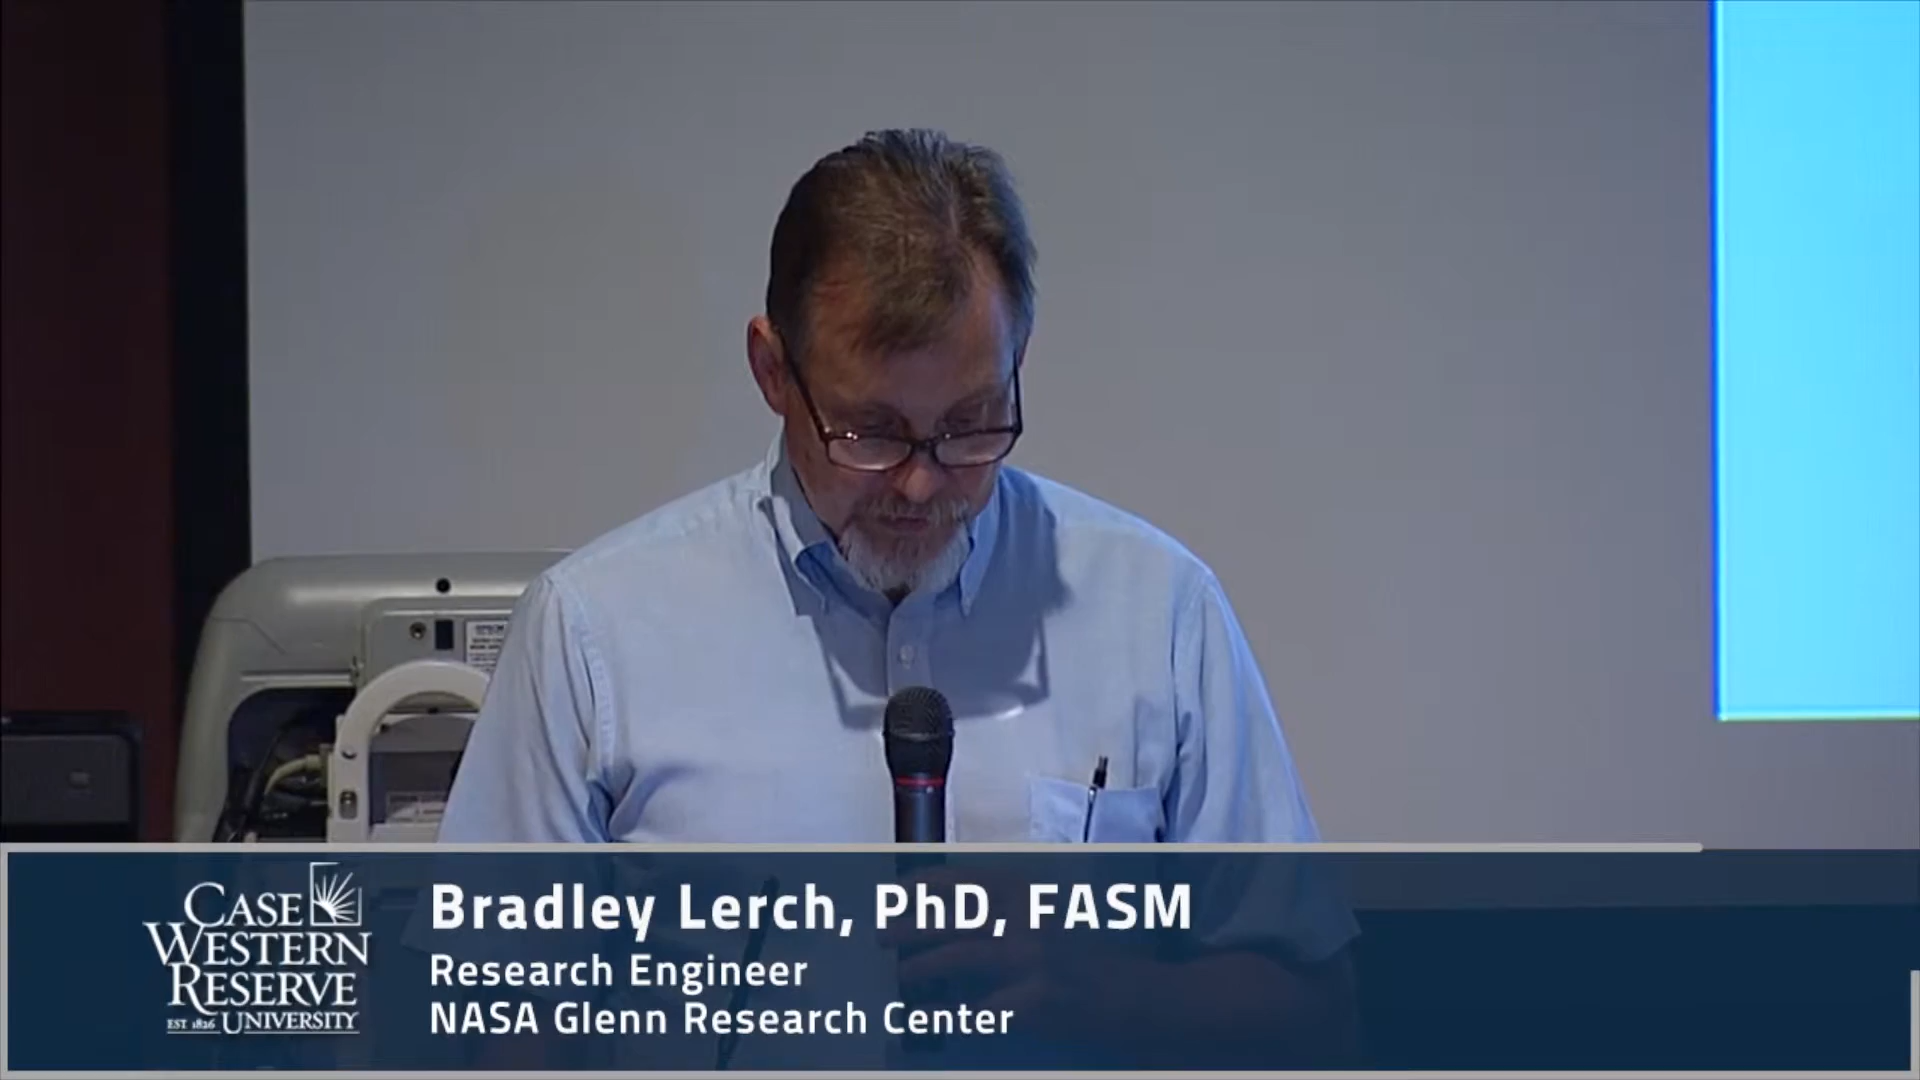 CASE
WESTERN
RESERVE
EST 1826 UNIVERSITY
Bradley Lerch, PhD, FASM
Research Engineer
NASA Glenn Research Center